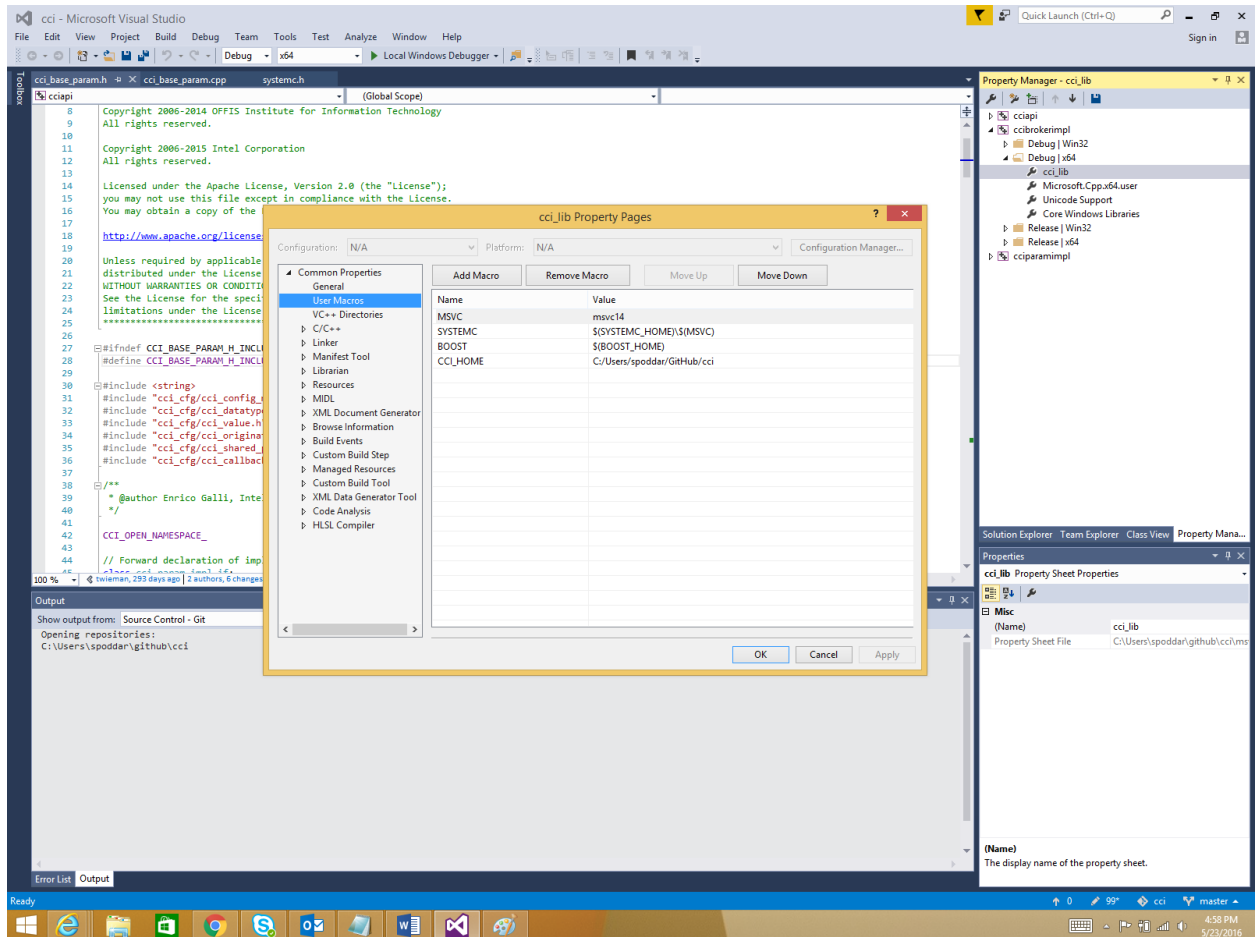 cci - Microsoft Visual Studio
Quick Launch (Ctrl+Q)
File Edit View Project Build Debug Team Tools Test Analyze Window Help
Sign in
Debug x64 Local Windows Debugger
Toolbox
cci_base_param.h cci_base_param.cpp systemc.h
cciapi (Global Scope)
8 Copyright 2006-2014 OFFIS Institute for Information Technology
9 All rights reserved.
10
11 Copyright 2006-2015 Intel Corporation
12 All rights reserved.
13
14 Licensed under the Apache License, Version 2.0 (the "License");
15 you may not use this file except in compliance with the License.
16 You may obtain a copy of the
17
18 http://www.apache.org/license
19
20 Unless required by applicable
21 distributed under the License
22 WITHOUT WARRANTIES OR CONDITI
23 See the License for the speci
24 limitations under the License
25 ****************************
26
27 #ifndef CCI_BASE_PARAM_H_INCL
28 #define CCI_BASE_PARAM_H_INCL
29
30 #include <string>
31 #include "cci_cfg/cci_config_
32 #include "cci_cfg/cci_datatyp
33 #include "cci_cfg/cci_value.h
34 #include "cci_cfg/cci_origina
35 #include "cci_cfg/cci_shared_
36 #include "cci_cfg/cci_callbac
37
38 /**
39 * @author Enrico Galli, Inte
40 */
41
42 CCI_OPEN_NAMESPACE_
43
44 // Forward declaration of imp
45 class cci_param_impl_if;
100 % twieman, 293 days ago | 2 authors, 6 changes
cci_lib Property Pages
? ×
Configuration: N/A Platform: N/A Configuration Manager...
Common Properties
General
User Macros
VC++ Directories
C/C++
Linker
Manifest Tool
Librarian
Resources
MIDL
XML Document Generator
Browse Information
Build Events
Custom Build Step
Managed Resources
Custom Build Tool
XML Data Generator Tool
Code Analysis
HLSL Compiler
Add Macro Remove Macro Move Up Move Down
Name Value
MSVC msvc14
SYSTEMC $(SYSTEMC_HOME)\$(MSVC)
BOOST $(BOOST_HOME)
CCI_HOME C:/Users/spoddar/GitHub/cci
OK Cancel Apply
Output
Show output from: Source Control - Git
Opening repositories:
C:\Users\spoddar\github\cci
Error List Output
Property Manager - cci_lib
cciapi
ccibrokerimpl
Debug | Win32
Debug | x64
cci_lib
Microsoft.Cpp.x64.user
Unicode Support
Core Windows Libraries
Release | Win32
Release | x64
cciparamimpl
Solution Explorer Team Explorer Class View Property Mana...
Properties
cci_lib Property Sheet Properties
Misc
(Name) cci_lib
Property Sheet File C:\Users\spoddar\github\cci\ms
(Name)
The display name of the property sheet.
Ready
0 99+ cci master
4:58 PM
5/23/2016